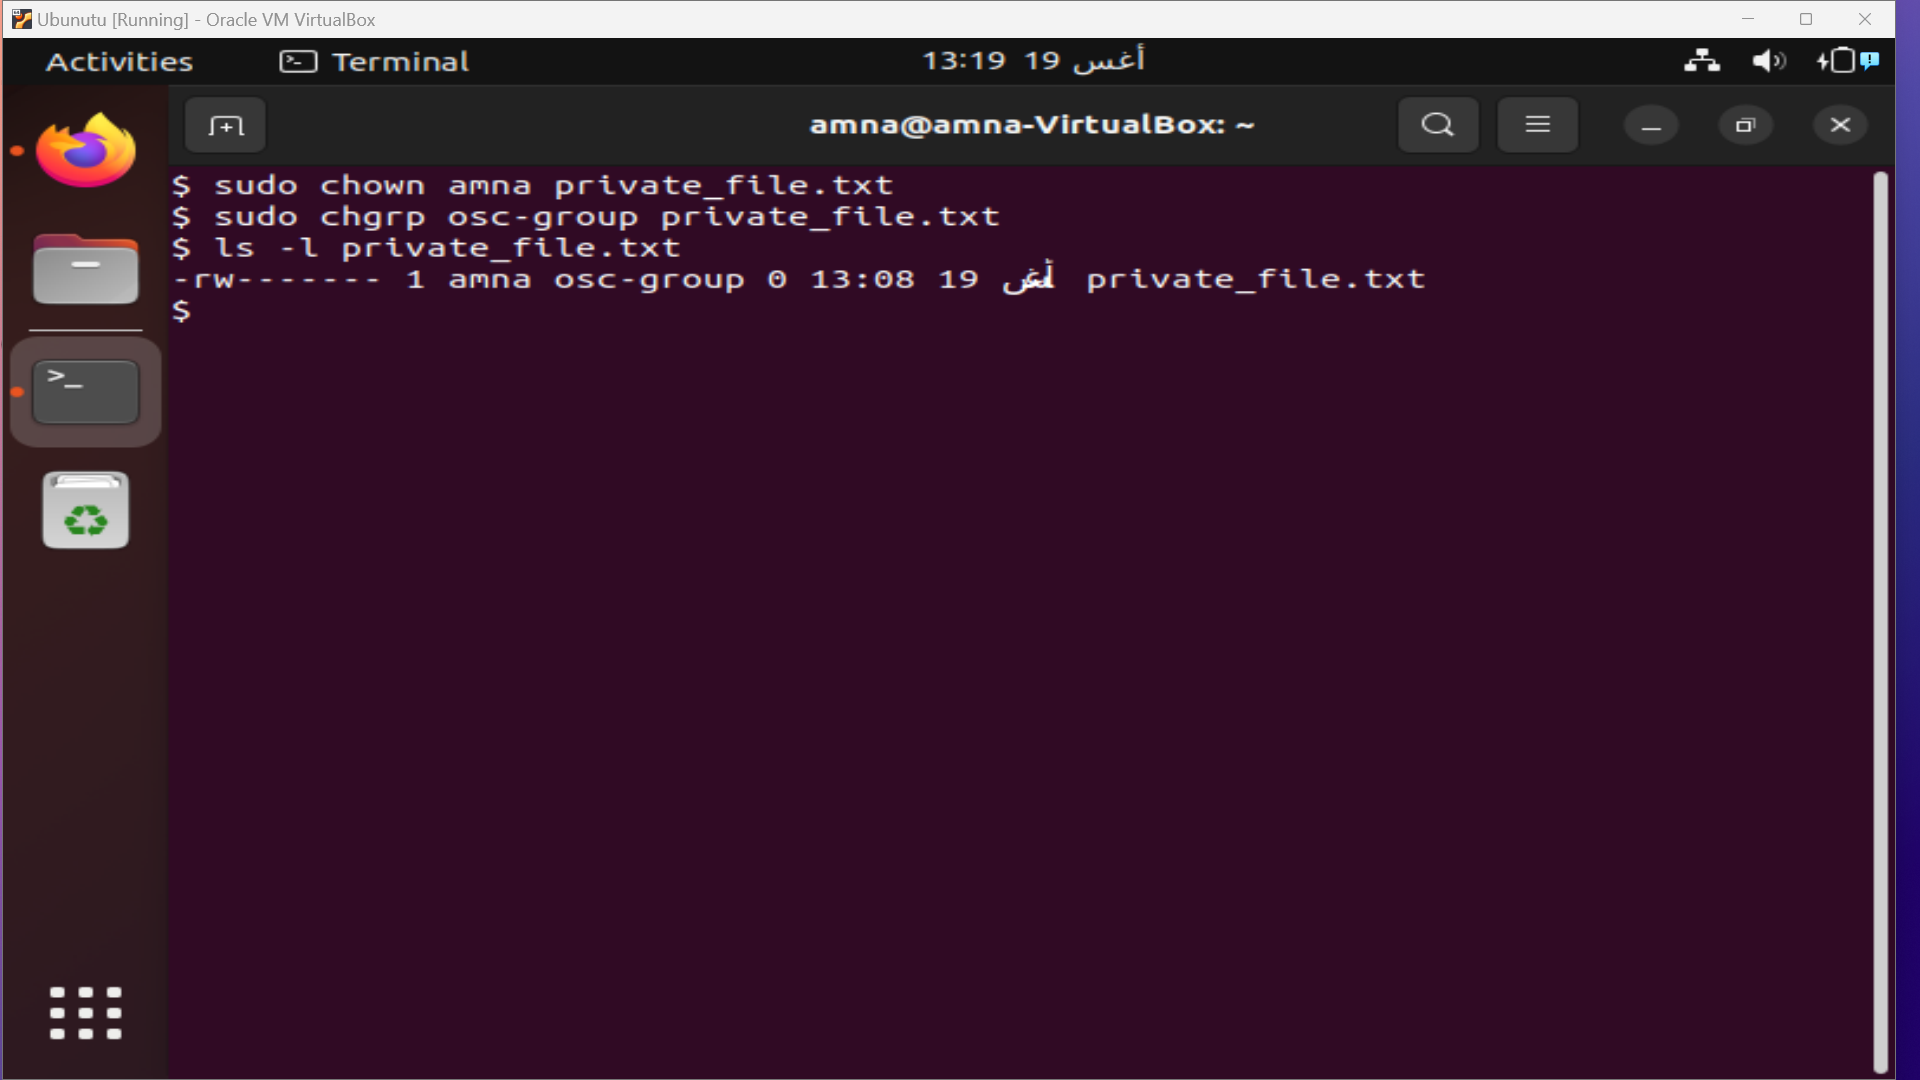 Ubunutu [Running] - Oracle VM VirtualBox
Activities Terminal 13:19 19 أغس
amna@amna-VirtualBox: ~
$ sudo chown amna private_file.txt
$ sudo chgrp osc-group private_file.txt
$ ls -l private_file.txt
-rw------- 1 amna osc-group 0 13:08 19 أغس private_file.txt
$